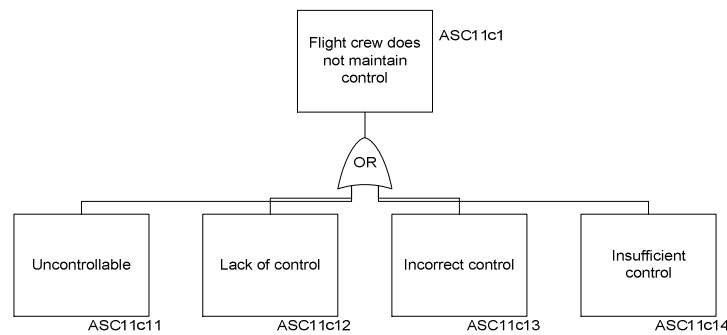 Flight crew does
not maintain
control
ASC11c1
OR
Uncontrollable
ASC11c11
Lack of control
ASC11c12
Incorrect control
ASC11c13
Insufficient
control
ASC11c14